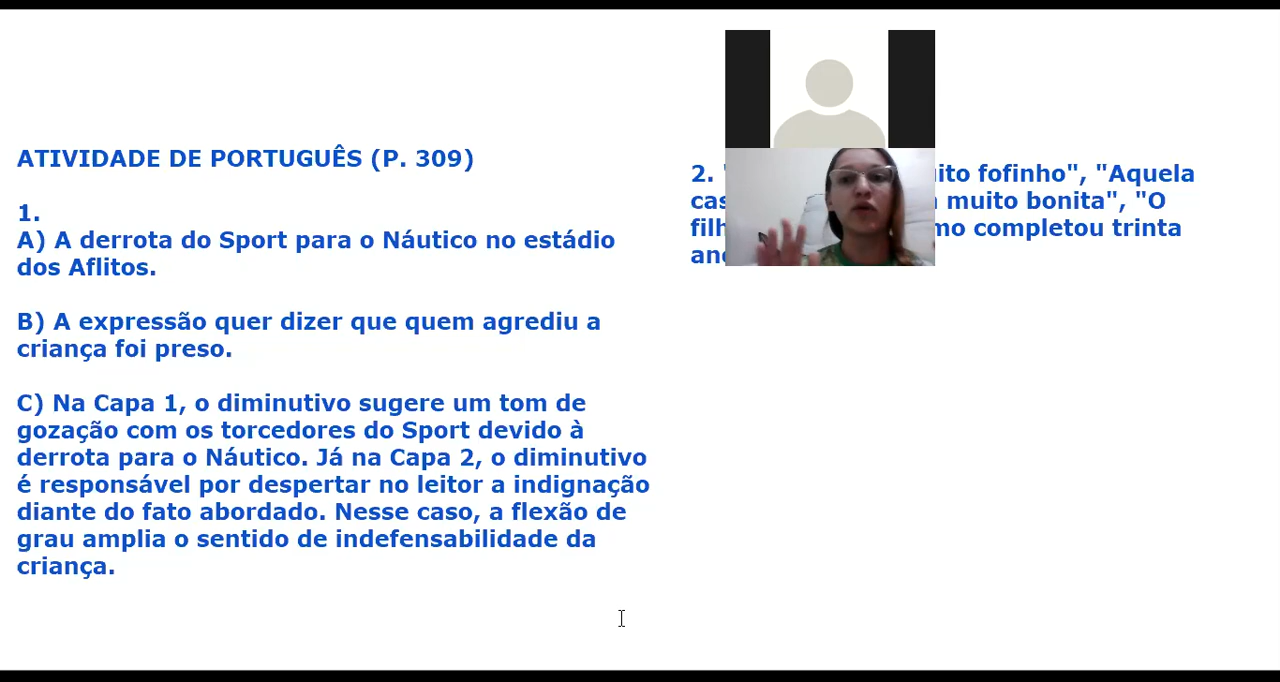 ATIVIDADE DE PORTUGUÊS (P. 309)
1.
A) A derrota do Sport para o Náutico no estádio
dos Aflitos.
B) A expressão quer dizer que quem agrediu a
criança foi preso.
C) Na Capa 1, o diminutivo sugere um tom de
gozação com os torcedores do Sport devido à
derrota para o Náutico. Já na Capa 2, o diminutivo
é responsável por despertar no leitor a indignação
diante do fato abordado. Nesse caso, a flexão de
grau amplia o sentido de indefensabilidade da
criança.
2. " fofinho", "Aquela
muito bonita", "O
completou trinta